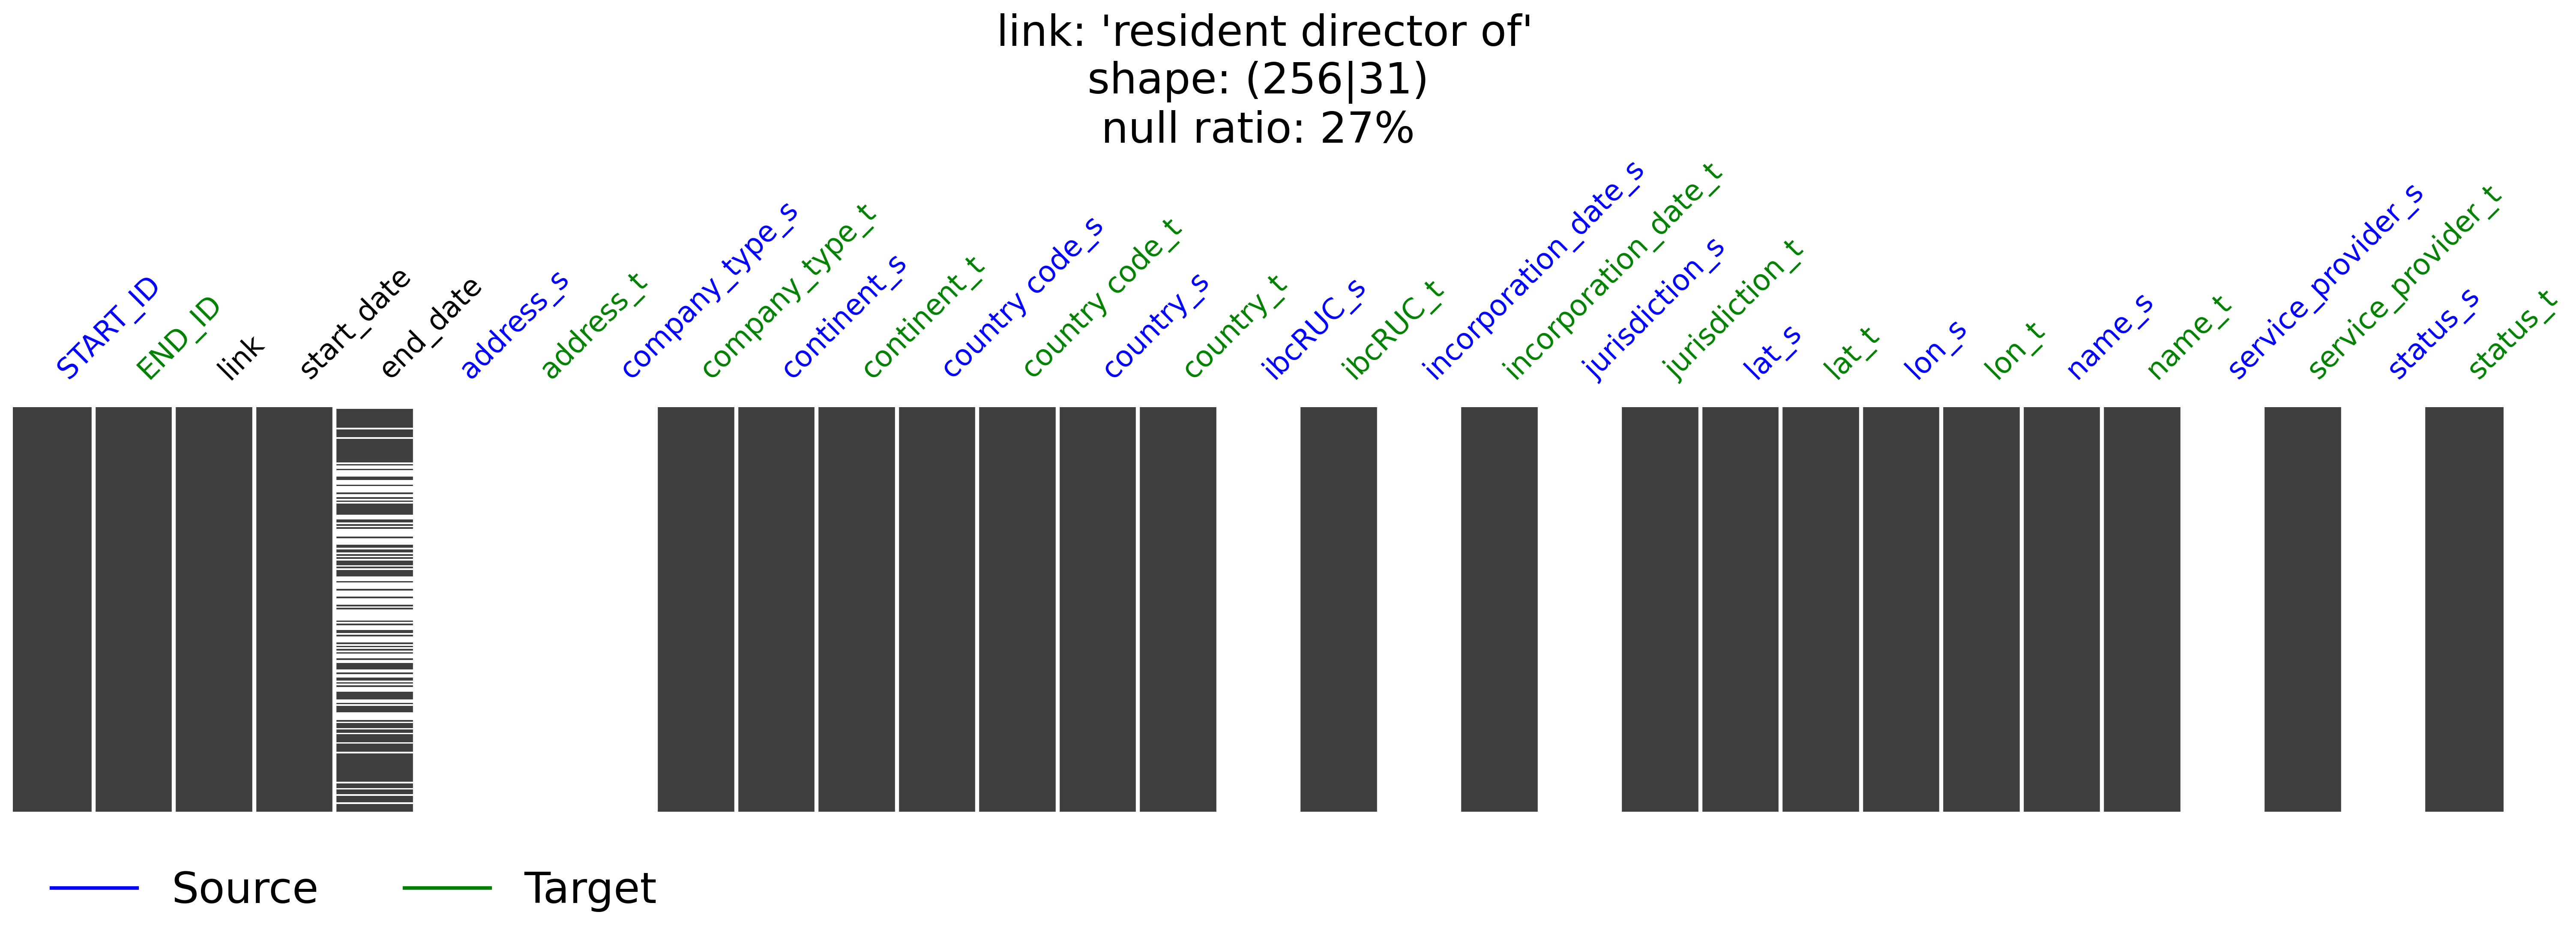 link: 'resident director of'
shape: (256|31)
null ratio: 27%
START_ID
END_ID
link
start_date
end_date
address_s
address_t
company_type_s
company_type_t
continent_s
continent_t
country code_s
country code_t
country_s
country_t
ibcRUC_s
ibcRUC_t
incorporation_date_s
incorporation_date_t
jurisdiction_s
jurisdiction_t
lat_s
lat_t
lon_s
lon_t
name_s
name_t
service_provider_s
service_provider_t
status_s
status_t
Source
Target